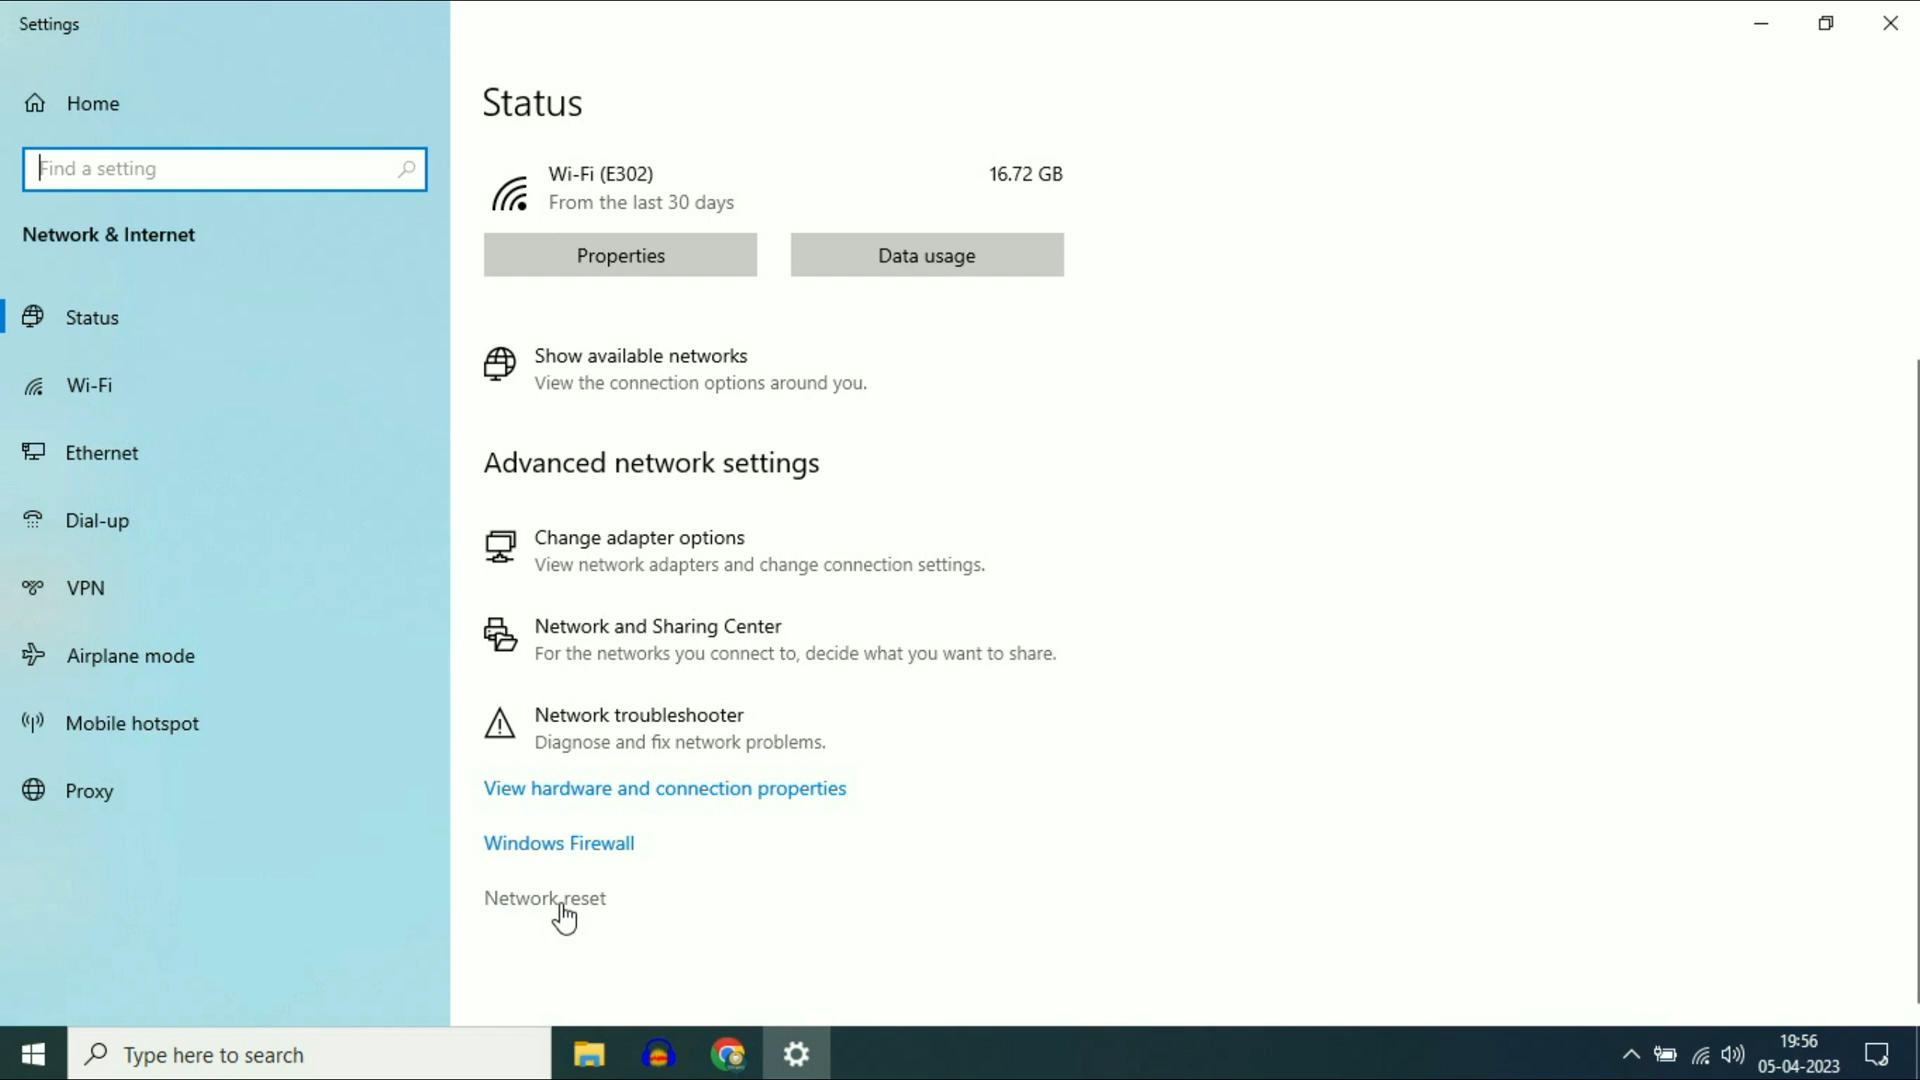 Settings
Home
Find a setting
Network & Internet
Status
Wi-Fi
Ethernet
Dial-up
VPN
Airplane mode
Mobile hotspot
Proxy
Status
Wi-Fi (E302)
16.72 GB
From the last 30 days
Properties
Data usage
Show available networks
View the connection options around you.
Advanced network settings
Change adapter options
View network adapters and change connection settings.
Network and Sharing Center
For the networks you connect to, decide what you want to share.
Network troubleshooter
Diagnose and fix network problems.
View hardware and connection properties
Windows Firewall
Network reset
Type here to search
19:56
05-04-2023